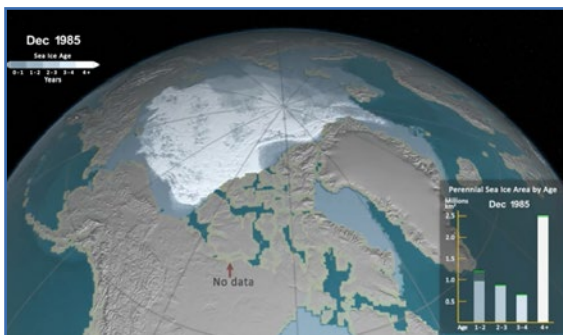 Dec 1985
Sea Ice Age
0-1 1-2 2-3 3-4 4+
Years
No data
Perennial Sea Ice Area by Age
Millions
km²
Dec 1985
2.5
2.0
1.5
1.0
0.5
Age 1-2 2-3 3-4 4+